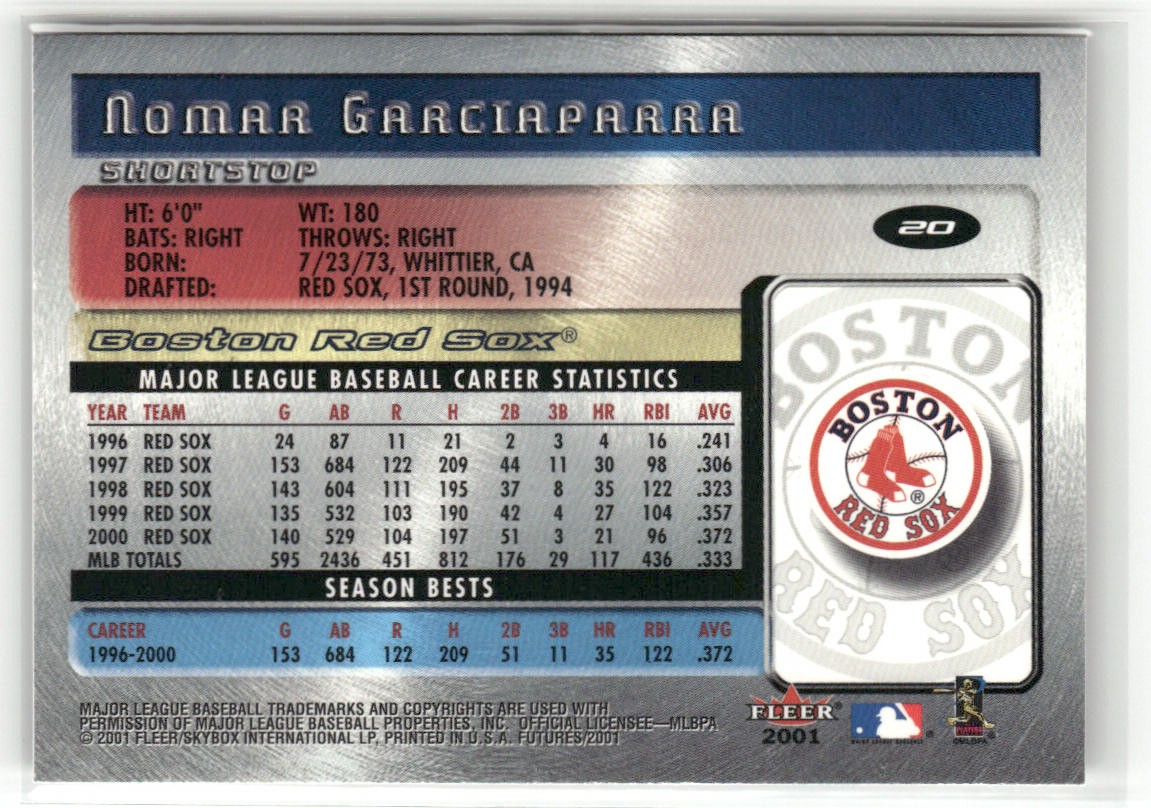 Nomar Garciaparra
SHORTSTOP
HT: 6'0" WT: 180
BATS: RIGHT THROWS: RIGHT
BORN: 7/23/73, WHITTIER, CA
DRAFTED: RED SOX, 1ST ROUND, 1994
20
Boston Red Sox®
MAJOR LEAGUE BASEBALL CAREER STATISTICS
YEAR TEAM G AB R H 2B 3B HR RBI AVG
1996 RED SOX 24 87 11 21 2 3 4 16 .241
1997 RED SOX 153 684 122 209 44 11 30 98 .306
1998 RED SOX 143 604 111 195 37 8 35 122 .323
1999 RED SOX 135 532 103 190 42 4 27 104 .357
2000 RED SOX 140 529 104 197 51 3 21 96 .372
MLB TOTALS 595 2436 451 812 176 29 117 436 .333
SEASON BESTS
CAREER G AB R H 2B 3B HR RBI AVG
1996-2000 153 684 122 209 51 11 35 122 .372
BOSTON
BOSTON
RED SOX ®
RED SOX
MAJOR LEAGUE BASEBALL TRADEMARKS AND COPYRIGHTS ARE USED WITH
PERMISSION OF MAJOR LEAGUE BASEBALL PROPERTIES, INC. OFFICIAL LICENSEE—MLBPA
© 2001 FLEER/SKYBOX INTERNATIONAL LP, PRINTED IN U.S.A. FUTURES/2001
FLEER
2001
MAJOR LEAGUE BASEBALL ®
PLAYERS
©MLBPA